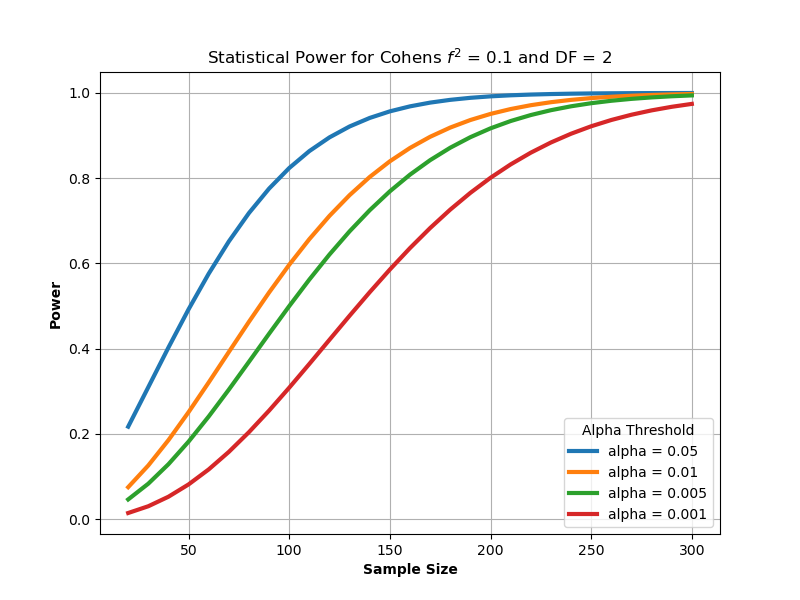 Statistical Power for Cohens $f^2$ = 0.1 and DF = 2
1.0
0.8
0.6
0.4
0.2
0.0
Power
50
100
150
200
250
300
Sample Size
Alpha Threshold
alpha = 0.05
alpha = 0.01
alpha = 0.005
alpha = 0.001